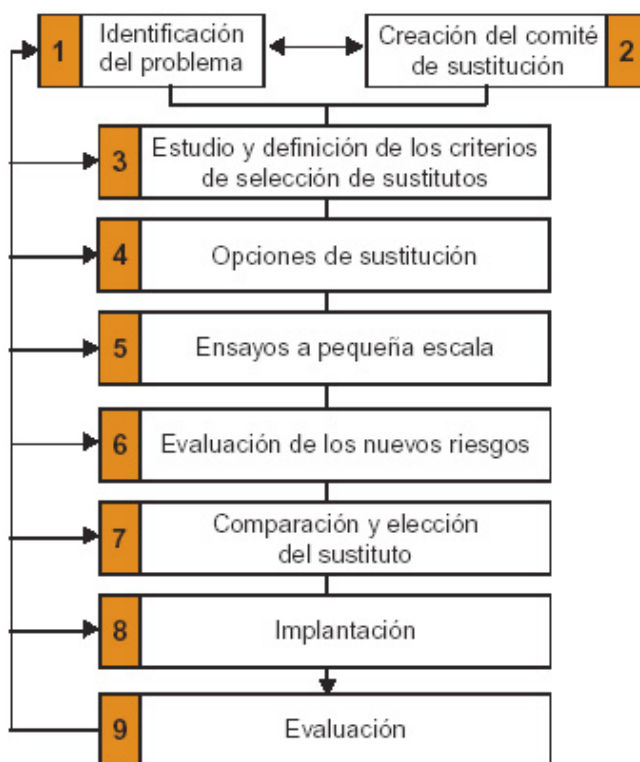 1
Identificación
del problema
Creación del comité
de sustitución
2
3
Estudio y definición de los criterios
de selección de sustitutos
4
Opciones de sustitución
5
Ensayos a pequeña escala
6
Evaluación de los nuevos riesgos
7
Comparación y elección
del sustituto
8
Implantación
9
Evaluación